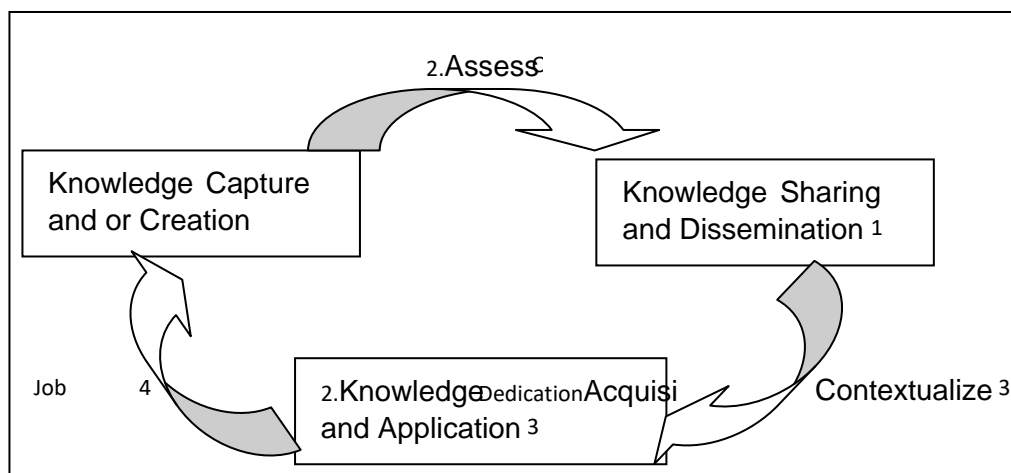 2.Assess
Knowledge Capture
and or Creation
Knowledge Sharing
and Dissemination 1
Job 4
2.Knowledge Dedication Acquisi
and Application 3
Contextualize 3